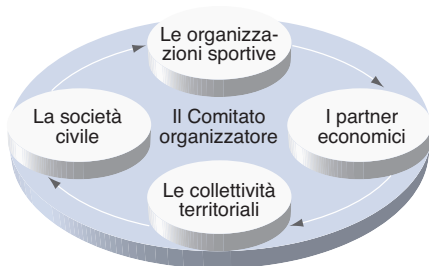 Le organizza-
zioni sportive
La società
civile
Il Comitato
organizzatore
I partner
economici
Le collettività
territoriali